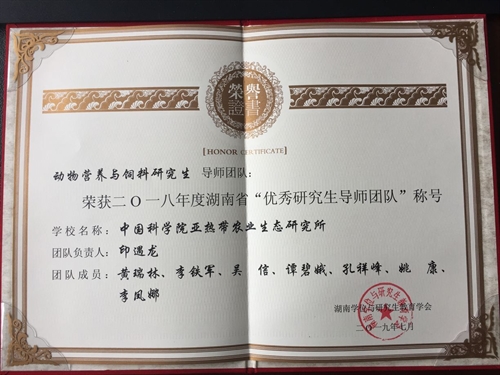 榮譽
證書
[HONOR CERTIFICATE]
动物营养与饲料研究生 导师团队：
荣获二〇一八年度湖南省“优秀研究生导师团队”称号
学校名称：中国科学院亚热带农业生态研究所
团队负责人：印遇龙
团队成员：黄瑞林、李铁军、吴 信、谭碧娥、孔祥峰、姚 康、
李凤娜
湖南学位与研究生教育学会
二〇一九年七月